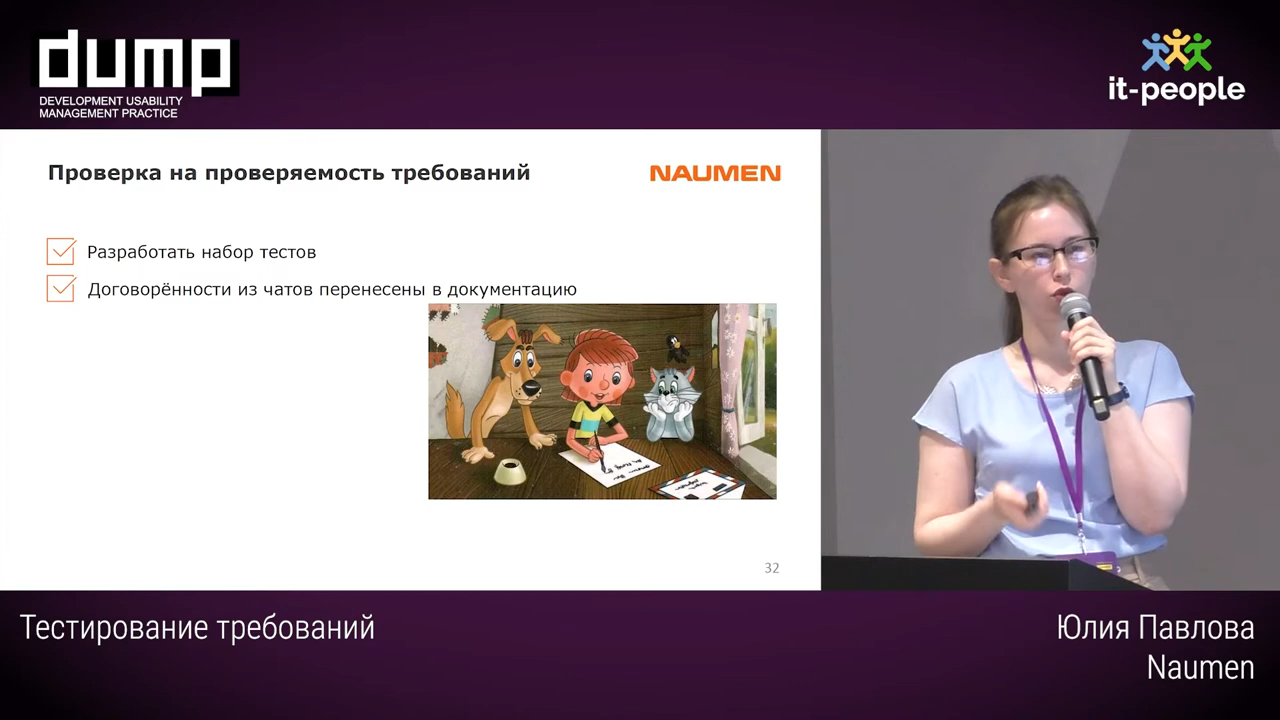 dump
DEVELOPMENT USABILITY
MANAGEMENT PRACTICE
it-people
Проверка на проверяемость требований
NAUMEN
Разработать набор тестов
Договорённости из чатов перенесены в документацию
32
Тестирование требований
Юлия Павлова
Naumen